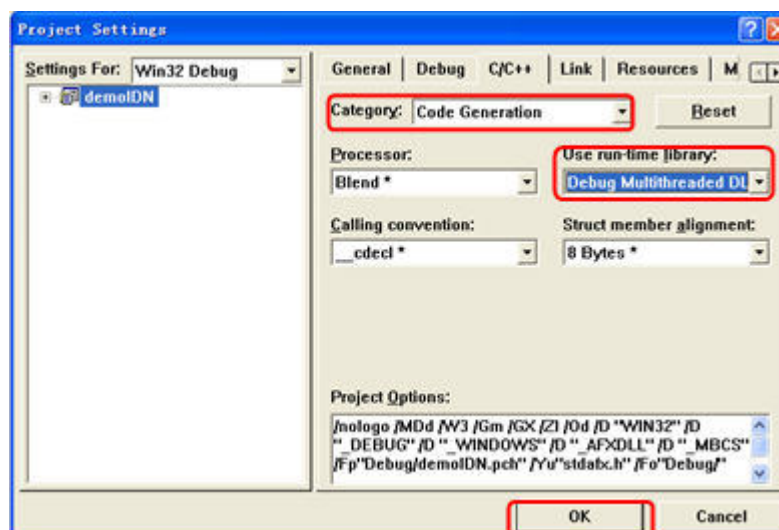 Project Settings
Settings For: Win32 Debug
demoIDN
General Debug C/C++ Link Resources M
Category: Code Generation
Reset
Processor: Use run-time library:
Blend * Debug Multithreaded DL
Calling convention: Struct member alignment:
__cdecl * 8 Bytes *
Project Options:
/nologo /MDd /W3 /Gm /GX /ZI /Od /D "WIN32" /D
"_DEBUG" /D "_WINDOWS" /D "_AFXDLL" /D "_MBCS"
/Fp"Debug/demoIDN.pch" /Yu"stdafx.h" /Fo"Debug/"
OK Cancel